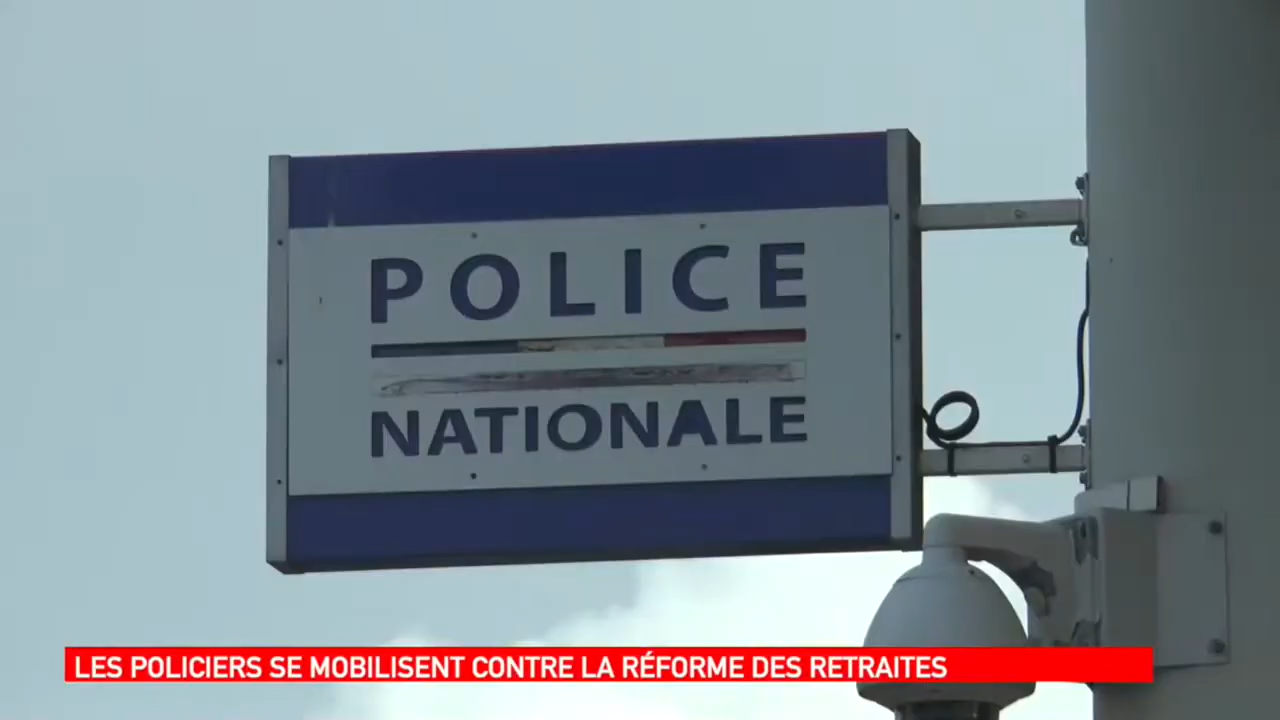 POLICE
NATIONALE
LES POLICIERS SE MOBILISENT CONTRE LA RÉFORME DES RETRAITES